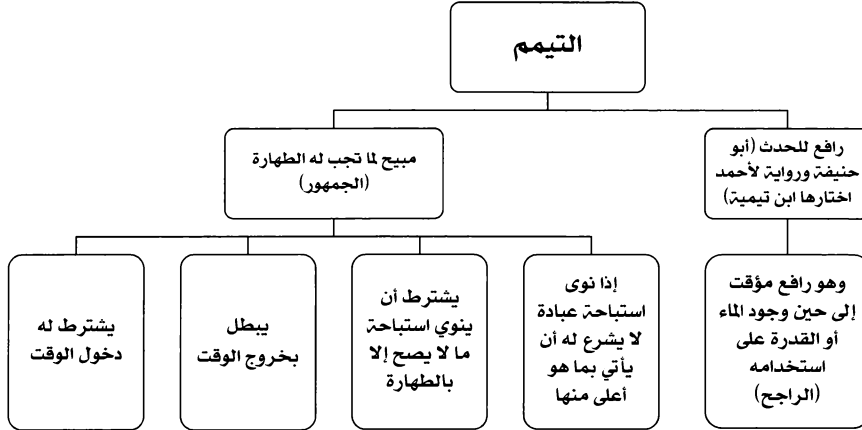 التيمم
رافع للحدث (أبو
حنيفة ورواية لأحمد
اختارها ابن تيمية)
مبيح لما تجب له الطهارة
(الجمهور)
وهو رافع مؤقت
إلى حين وجود الماء
أو القدرة على
استخدامه
(الراجح)
إذا نوى
استباحة عبادة
لا يشرع له أن
يأتي بما هو
أعلى منها
يشترط أن
ينوي استباحة
ما لا يصح إلا
بالطهارة
يبطل
بخروج الوقت
يشترط له
دخول الوقت